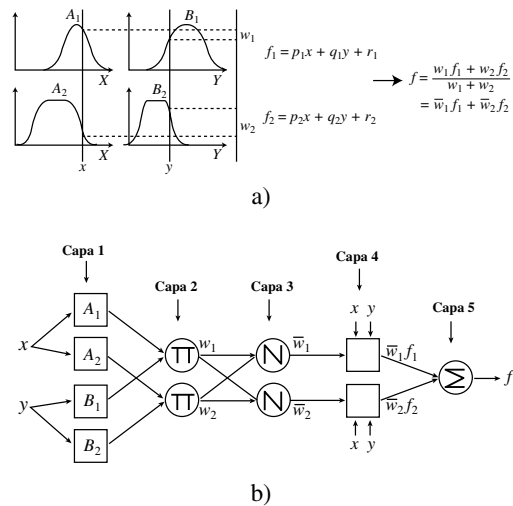 A₁
B₁
w₁
X
Y
f₁ = p₁x + q₁y + r₁
f = (w₁f₁ + w₂f₂) / (w₁ + w₂)
= w̅₁f₁ + w̅₂f₂
A₂
B₂
w₂
X
Y
x
y
f₂ = p₂x + q₂y + r₂
a)
Capa 1
Capa 2
Capa 3
Capa 4
Capa 5
x y
A₁
A₂
B₁
B₂
x
y
Π
Π
w₁
w₂
N
N
w̅₁
w̅₂
w̅₁f₁
w̅₂f₂
x y
Σ
f
b)